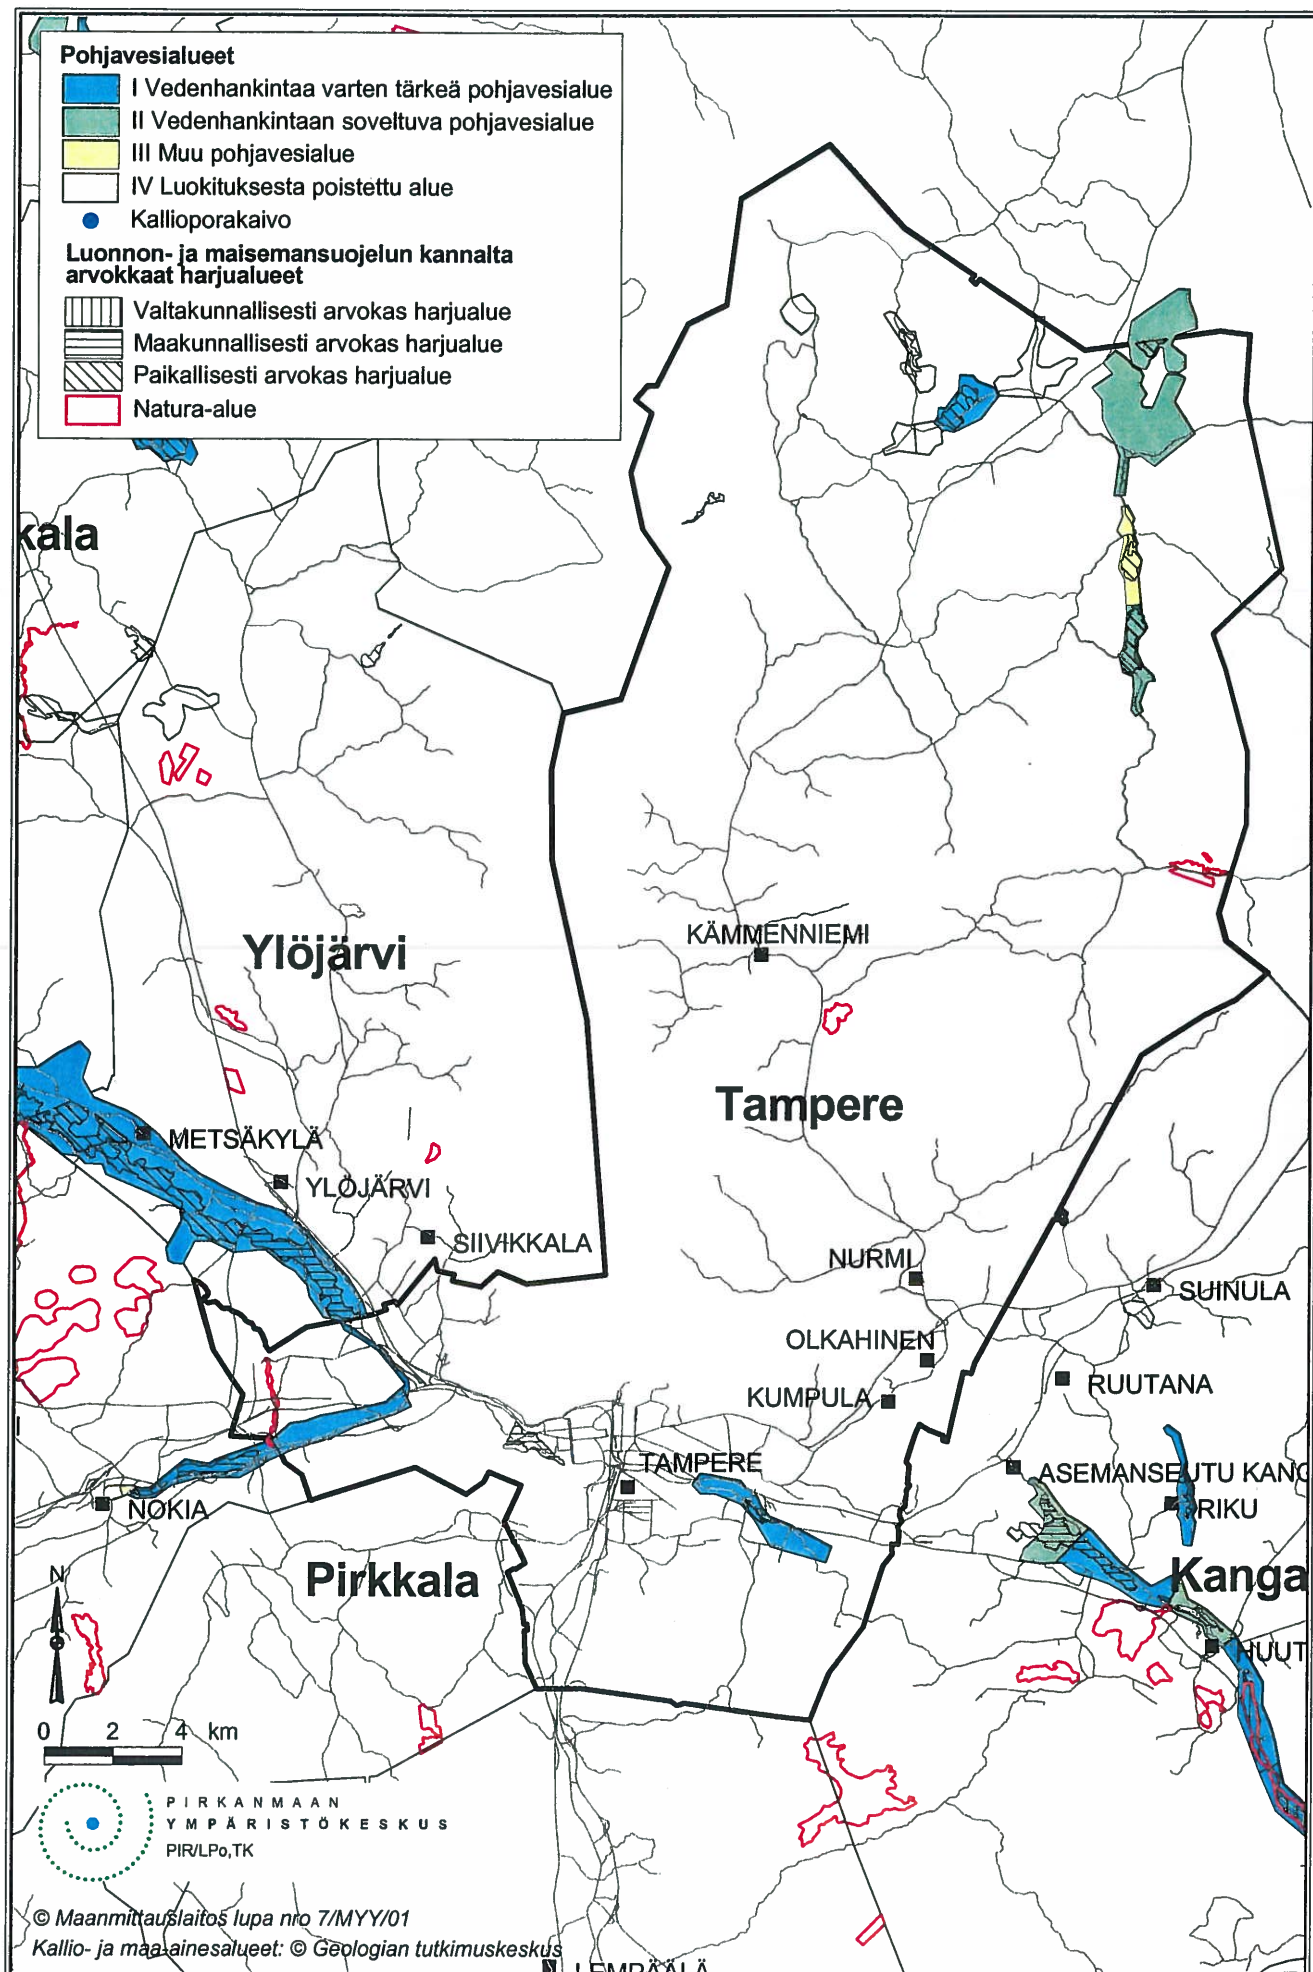 Pohjavesialueet
I Vedenhankintaa varten tärkeä pohjavesialue
II Vedenhankintaan soveltuva pohjavesialue
III Muu pohjavesialue
IV Luokituksesta poistettu alue
Kallioporakaivo
Luonnon- ja maisemansuojelun kannalta
arvokkaat harjualueet
Valtakunnallisesti arvokas harjualue
Maakunnallisesti arvokas harjualue
Paikallisesti arvokas harjualue
Natura-alue
kala
KÄMMENNIEMI
Ylöjärvi
Tampere
METSÄKYLÄ
YLÖJÄRVI
SIIVIKKALA
NURMI
SUINULA
OLKAHINEN
RUUTANA
KUMPULA
TAMPERE
ASEMANSEUTU KANG
NOKIA
RIKU
Pirkkala
Kanga
HUUT
N
0 2 4 km
PIRKANMAAN
YMPÄRISTÖKESKUS
PIR/LPo,TK
© Maanmittauslaitos lupa nro 7/MYY/01
Kallio- ja maa-ainesalueet: © Geologian tutkimuskeskus
LEMPÄÄLÄ